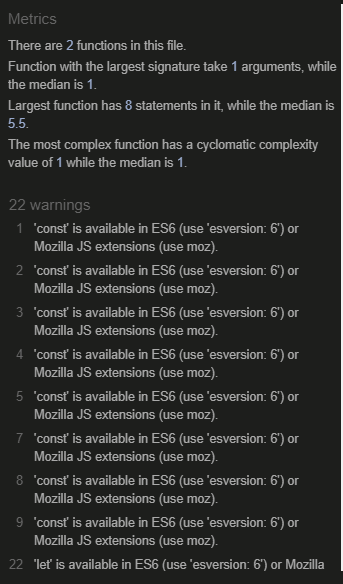 Metrics
There are 2 functions in this file.
Function with the largest signature take 1 arguments, while
the median is 1.
Largest function has 8 statements in it, while the median is
5.5.
The most complex function has a cyclomatic complexity
value of 1 while the median is 1.
22 warnings
1 'const' is available in ES6 (use 'esversion: 6') or
Mozilla JS extensions (use moz).
2 'const' is available in ES6 (use 'esversion: 6') or
Mozilla JS extensions (use moz).
3 'const' is available in ES6 (use 'esversion: 6') or
Mozilla JS extensions (use moz).
4 'const' is available in ES6 (use 'esversion: 6') or
Mozilla JS extensions (use moz).
5 'const' is available in ES6 (use 'esversion: 6') or
Mozilla JS extensions (use moz).
7 'const' is available in ES6 (use 'esversion: 6') or
Mozilla JS extensions (use moz).
8 'const' is available in ES6 (use 'esversion: 6') or
Mozilla JS extensions (use moz).
9 'const' is available in ES6 (use 'esversion: 6') or
Mozilla JS extensions (use moz).
22 'let' is available in ES6 (use 'esversion: 6') or Mozilla